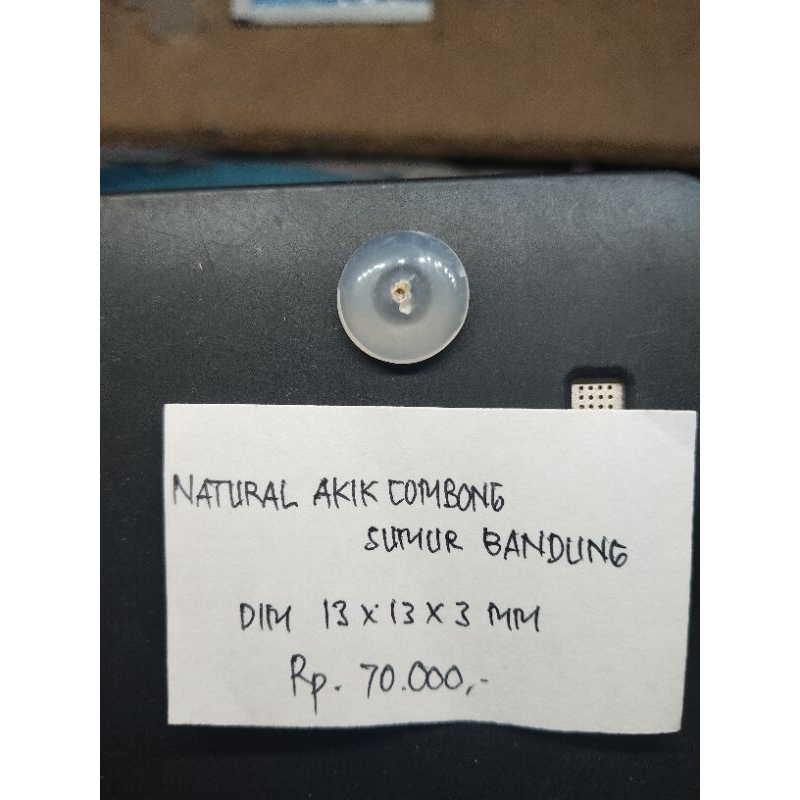 NATURAL AKIK COMBONG
SUMUR BANDUNG
DIM 13 X 13 X 3 MM
Rp. 70.000,-